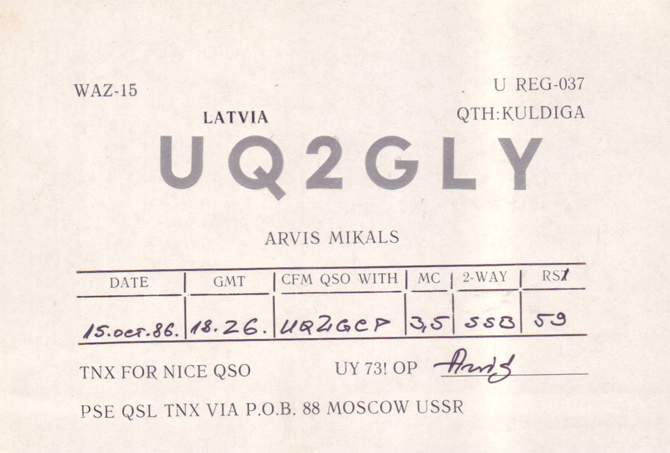 WAZ-15
U REG-037
LATVIA
QTH:KULDIGA
UQ2GLY
ARVIS MIKALS
DATE GMT CFM QSO WITH MC 2-WAY RS
15.oct.86. 18.26. UQ2GCP 3,5 SSB 59
TNX FOR NICE QSO UY 73! OP Arvis
PSE QSL TNX VIA P.O.B. 88 MOSCOW USSR